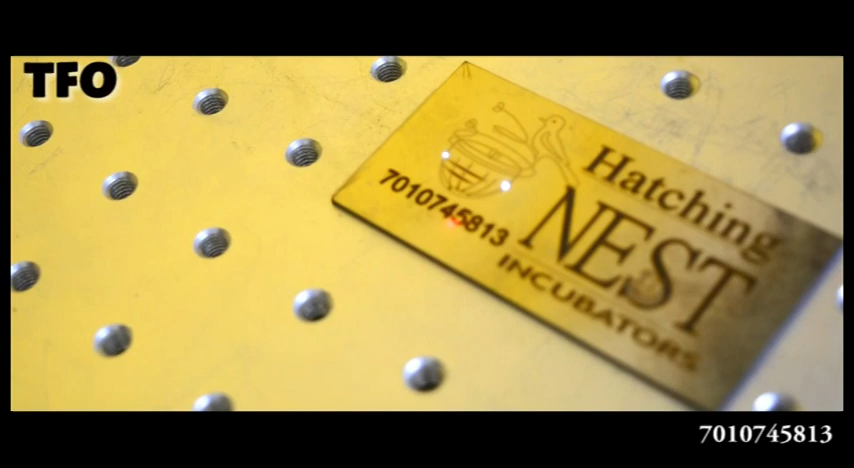 TFO
Hatching
7010745813
NEST
INCUBATORS
7010745813